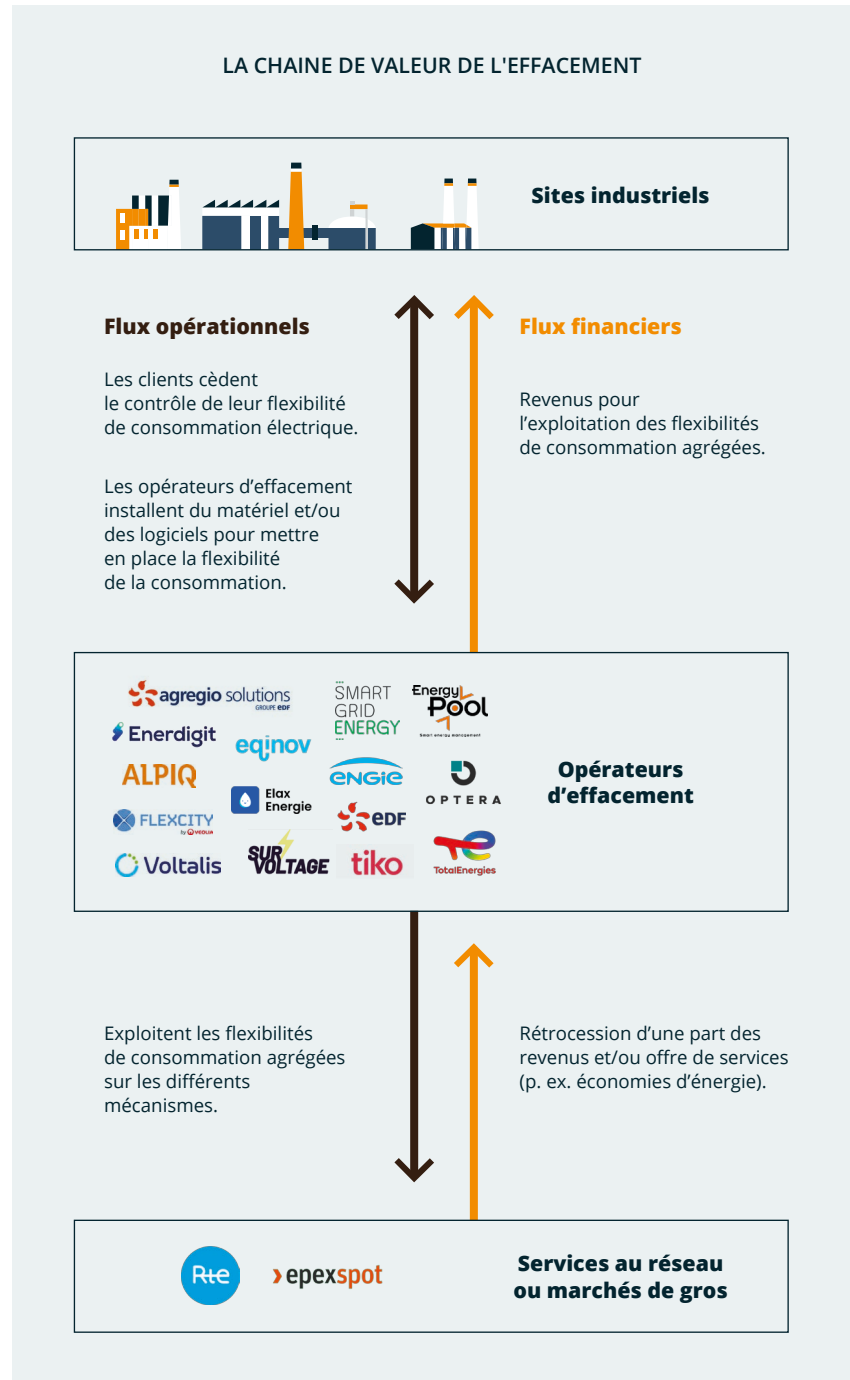 LA CHAINE DE VALEUR DE L'EFFACEMENT
Sites industriels
Flux opérationnels
Les clients cèdent
le contrôle de leur flexibilité
de consommation électrique.
Les opérateurs d’effacement
installent du matériel et/ou
des logiciels pour mettre
en place la flexibilité
de la consommation.
Flux financiers
Revenus pour
l’exploitation des flexibilités
de consommation agrégées.
agregio solutions
GROUPE eDF
SMART
GRID
ENERGY
Energy
Pool
Smart energy management
Enerdigit
eqinov
ALPIQ
ENGIE
OPTERA
Elax
Energie
FLEXCITY
by VEOLIA
eDF
Voltalis
SURVOLTAGE
tiko
TotalEnergies
Opérateurs
d’effacement
Exploitent les flexibilités
de consommation agrégées
sur les différents
mécanismes.
Rétrocession d’une part des
revenus et/ou offre de services
(p. ex. économies d’énergie).
Rte
epexspot
Services au réseau
ou marchés de gros